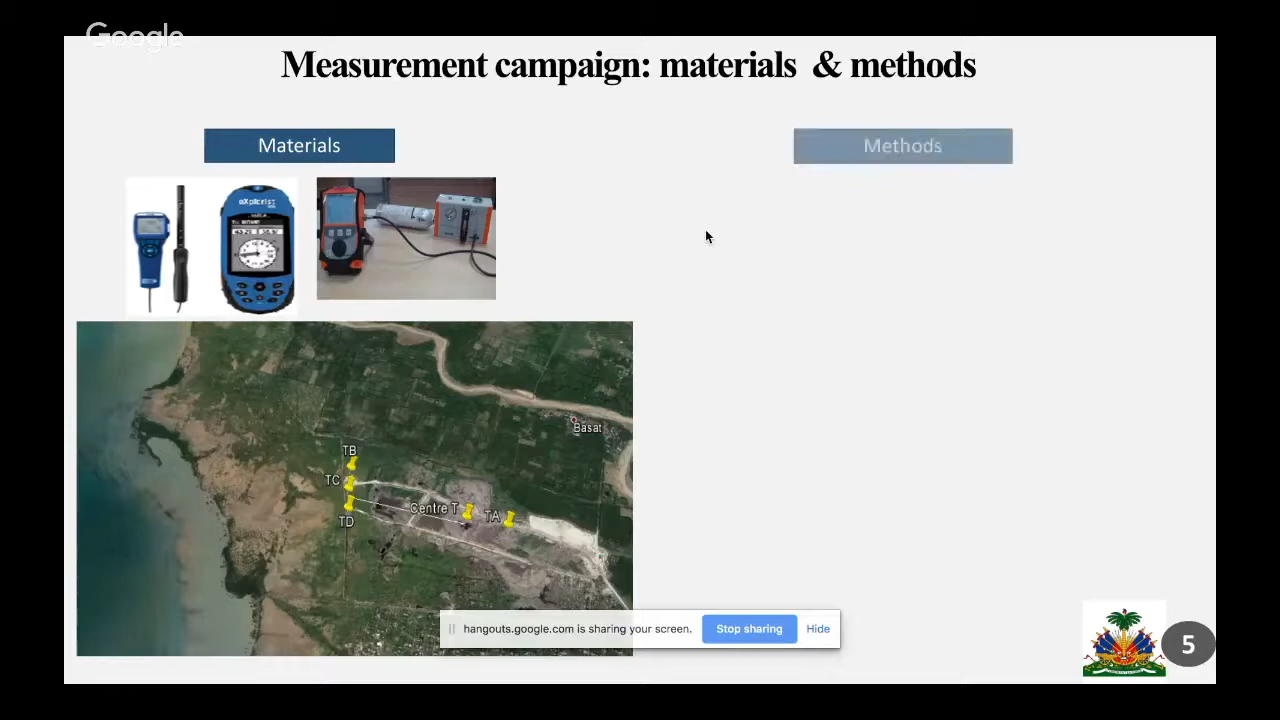 Google
Measurement campaign: materials & methods
Materials
Methods
eXplorist
Basat
TB
TC
Centre T
TA
TD
hangouts.google.com is sharing your screen.
Stop sharing
Hide
5